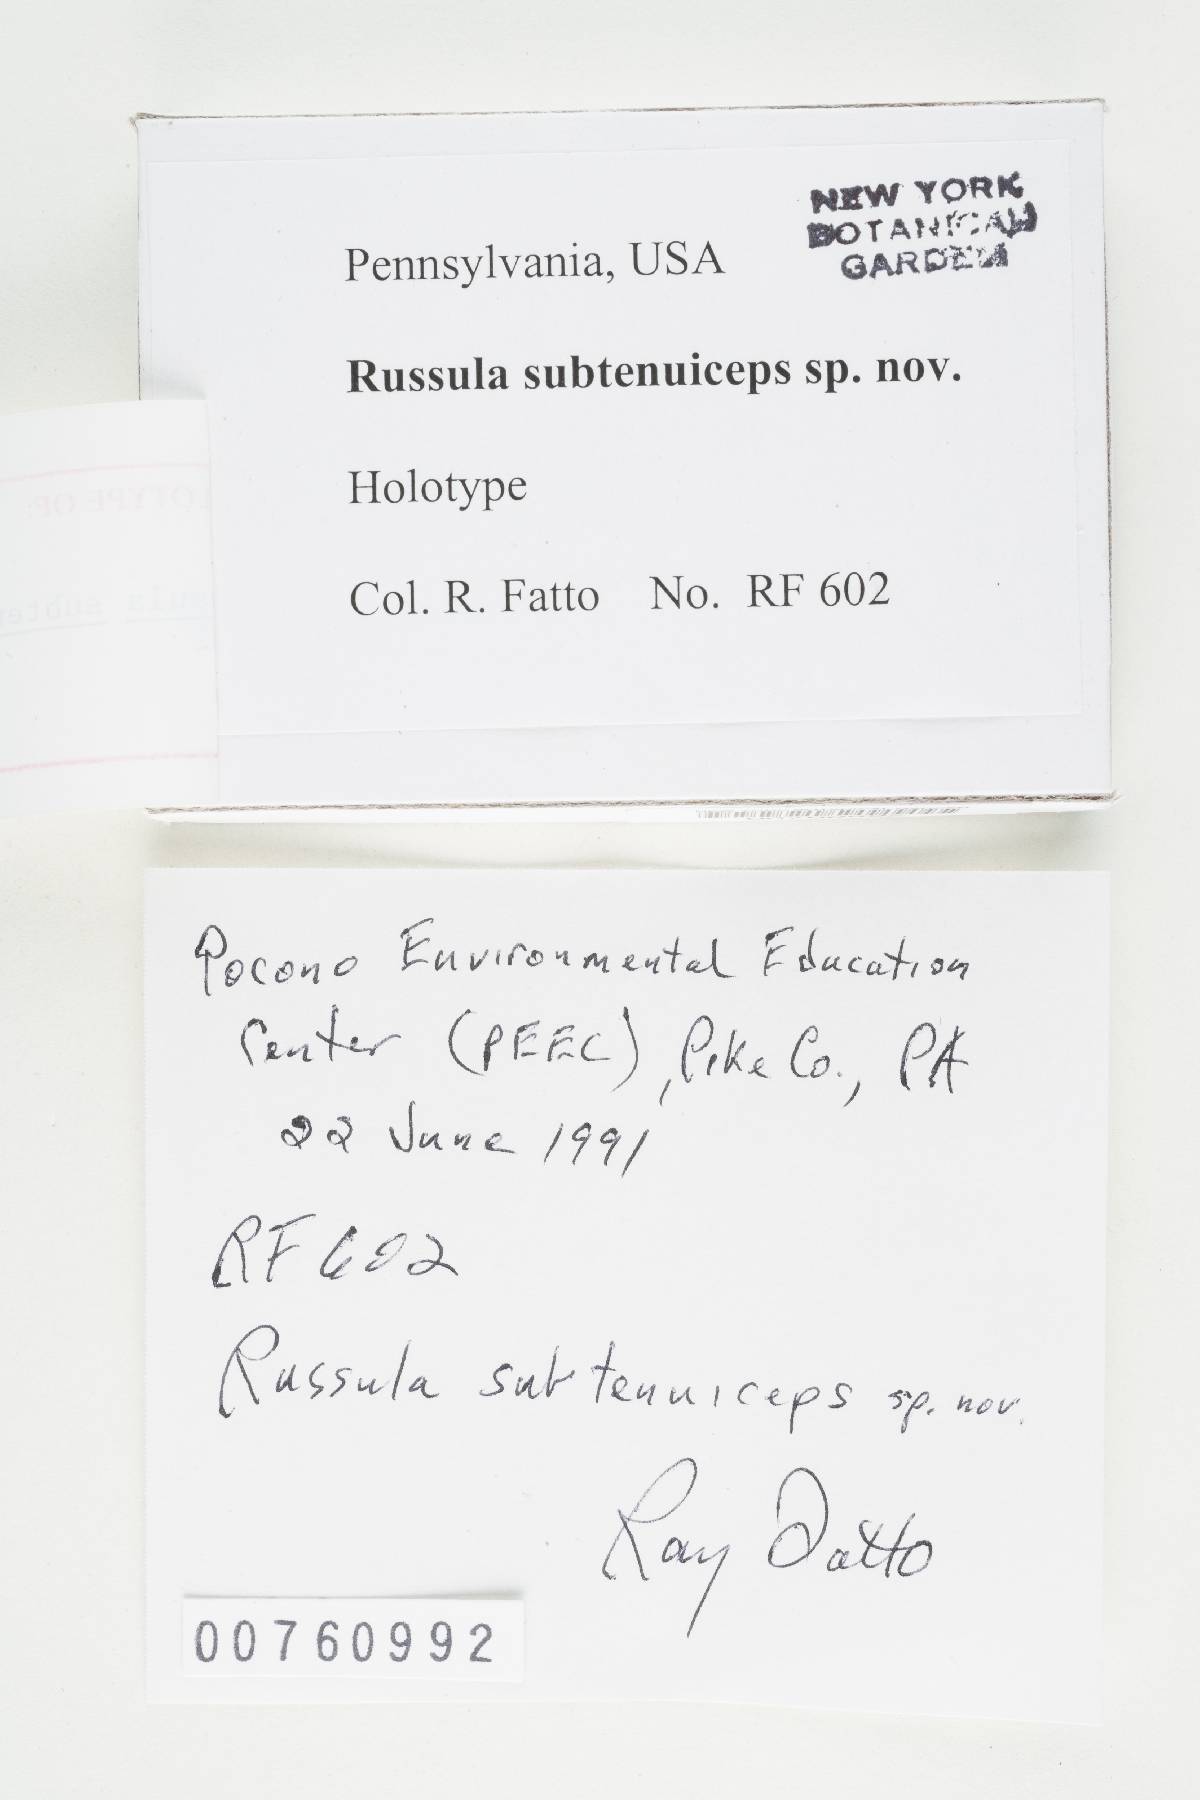 NEW YORK
BOTANICAL
GARDEN
Pennsylvania, USA
Russula subtenuiceps sp. nov.
Holotype
Col. R. Fatto No. RF 602
Pocono Environmental Education
Center (PEEC), Pike Co., PA
22 June 1991
RF 602
Russula subtenuiceps sp. nov.
Ray Fatto
00760992